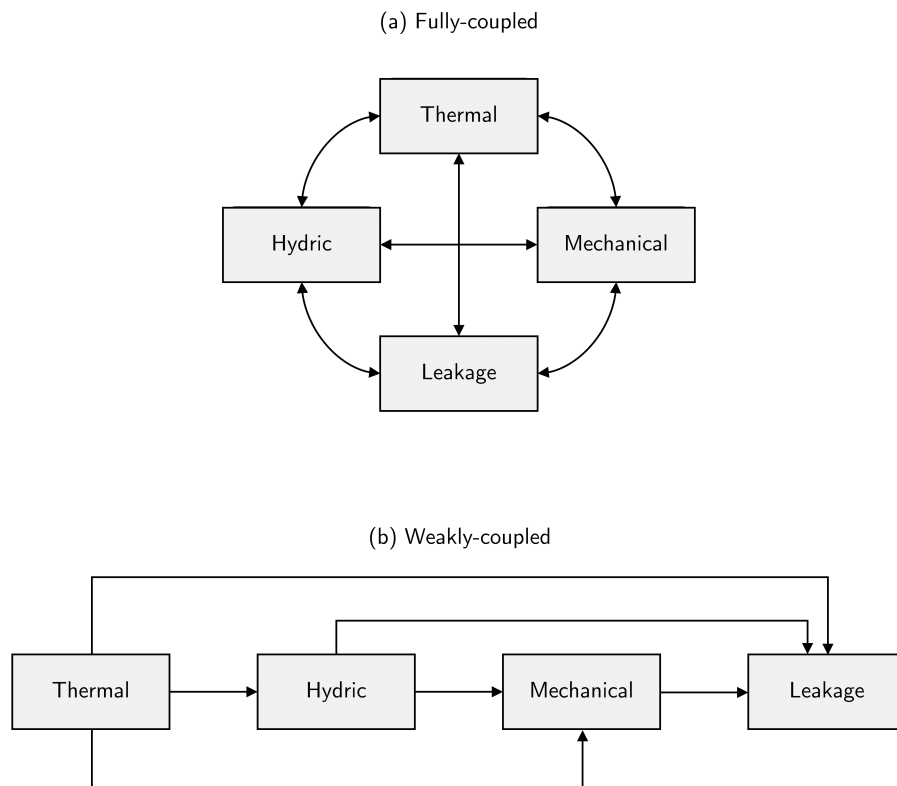 (a) Fully-coupled
Thermal
Hydric
Mechanical
Leakage
(b) Weakly-coupled
Thermal
Hydric
Mechanical
Leakage